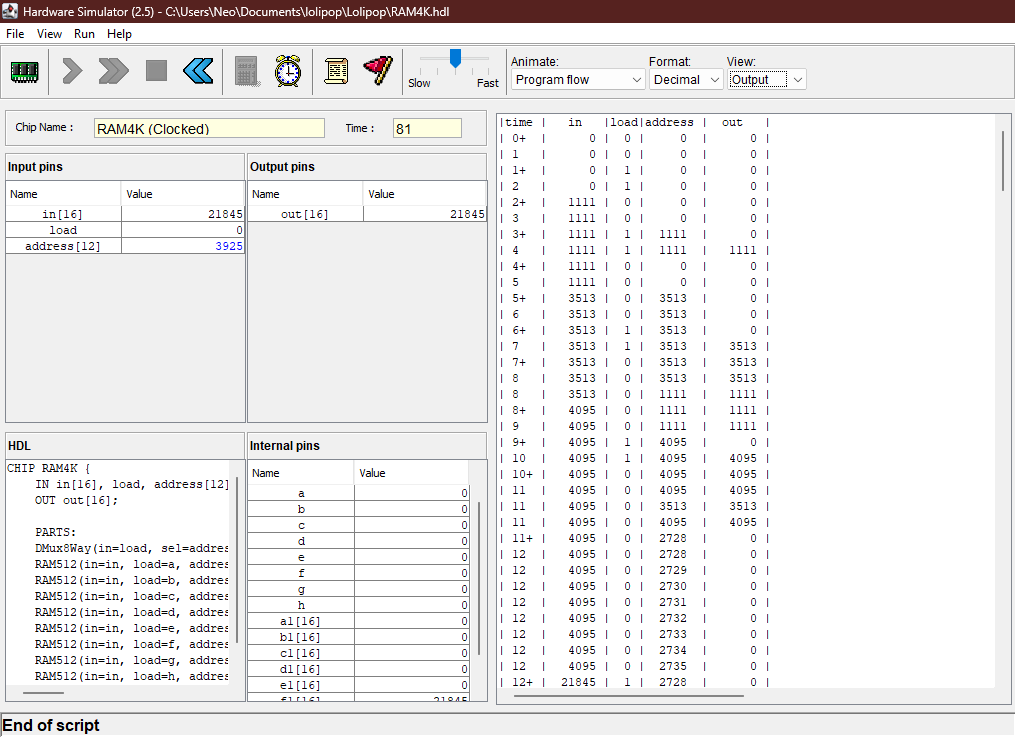 Hardware Simulator (2.5) - C:\Users\Neo\Documents\lolipop\Lolipop\RAM4K.hdl
File View Run Help
Slow Fast
Animate: Format: View:
Program flow Decimal Output
Chip Name : RAM4K (Clocked) Time : 81
Input pins
Name Value
in[16] 21845
load 0
address[12] 3925
Output pins
Name Value
out[16] 21845
HDL
CHIP RAM4K {
IN in[16], load, address[12]
OUT out[16];
PARTS:
DMux8Way(in=load, sel=addres
RAM512(in=in, load=a, addres
RAM512(in=in, load=b, addres
RAM512(in=in, load=c, addres
RAM512(in=in, load=d, addres
RAM512(in=in, load=e, addres
RAM512(in=in, load=f, addres
RAM512(in=in, load=g, addres
RAM512(in=in, load=h, addres
Internal pins
Name Value
a 0
b 0
c 0
d 0
e 0
f 0
g 0
h 0
a1[16] 0
b1[16] 0
c1[16] 0
d1[16] 0
e1[16] 0
f1[16] 21845
|time | in |load|address | out |
| 0+ | 0 | 0 | 0 | 0 |
| 1 | 0 | 0 | 0 | 0 |
| 1+ | 0 | 1 | 0 | 0 |
| 2 | 0 | 1 | 0 | 0 |
| 2+ | 1111 | 0 | 0 | 0 |
| 3 | 1111 | 0 | 0 | 0 |
| 3+ | 1111 | 1 | 1111 | 0 |
| 4 | 1111 | 1 | 1111 | 1111 |
| 4+ | 1111 | 0 | 0 | 0 |
| 5 | 1111 | 0 | 0 | 0 |
| 5+ | 3513 | 0 | 3513 | 0 |
| 6 | 3513 | 0 | 3513 | 0 |
| 6+ | 3513 | 1 | 3513 | 0 |
| 7 | 3513 | 1 | 3513 | 3513 |
| 7+ | 3513 | 0 | 3513 | 3513 |
| 8 | 3513 | 0 | 3513 | 3513 |
| 8 | 3513 | 0 | 1111 | 1111 |
| 8+ | 4095 | 0 | 1111 | 1111 |
| 9 | 4095 | 0 | 1111 | 1111 |
| 9+ | 4095 | 1 | 4095 | 0 |
| 10 | 4095 | 1 | 4095 | 4095 |
| 10+ | 4095 | 0 | 4095 | 4095 |
| 11 | 4095 | 0 | 4095 | 4095 |
| 11 | 4095 | 0 | 3513 | 3513 |
| 11 | 4095 | 0 | 4095 | 4095 |
| 11+ | 4095 | 0 | 2728 | 0 |
| 12 | 4095 | 0 | 2728 | 0 |
| 12 | 4095 | 0 | 2729 | 0 |
| 12 | 4095 | 0 | 2730 | 0 |
| 12 | 4095 | 0 | 2731 | 0 |
| 12 | 4095 | 0 | 2732 | 0 |
| 12 | 4095 | 0 | 2733 | 0 |
| 12 | 4095 | 0 | 2734 | 0 |
| 12 | 4095 | 0 | 2735 | 0 |
| 12+ | 21845 | 1 | 2728 | 0 |
End of script